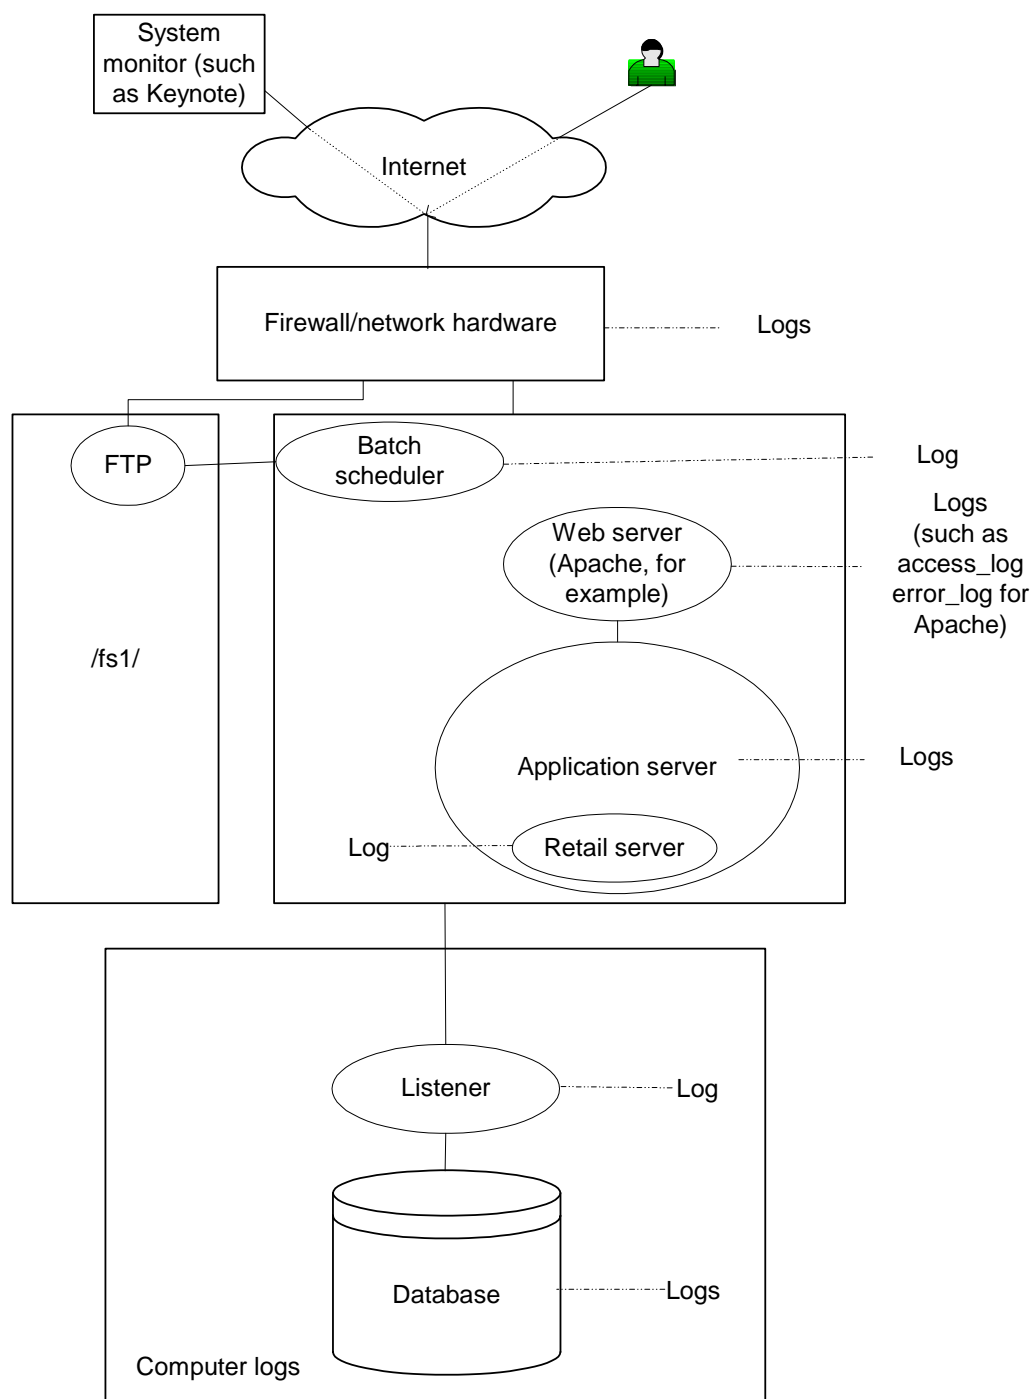 System
monitor (such
as Keynote)
Internet
Firewall/network hardware
Logs
FTP
Batch
scheduler
Log
Web server
(Apache, for
example)
Logs
(such as
access_log
error_log for
Apache)
/fs1/
Application server
Logs
Log
Retail server
Listener
Log
Database
Logs
Computer logs